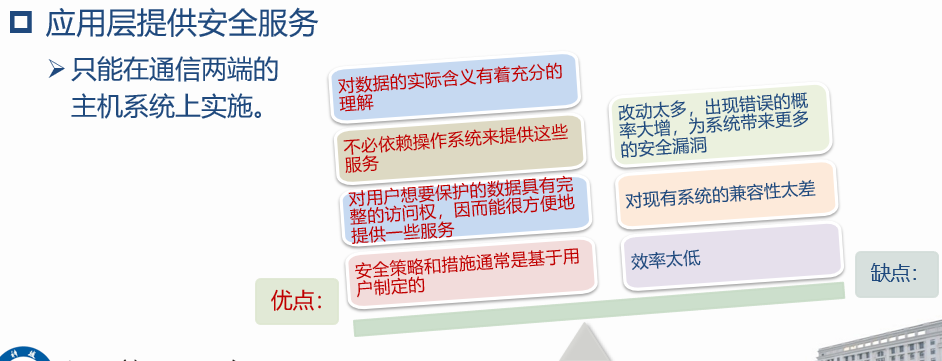 应用层提供安全服务
只能在通信两端的
主机系统上实施。
对数据的实际含义有着充分的
理解
不必依赖操作系统来提供这些
服务
对用户想要保护的数据具有完
整的访问权，因而能很方便地
提供一些服务
安全策略和措施通常是基于用
户制定的
优点：
改动太多，出现错误的概
率大增，为系统带来更多
的安全漏洞
对现有系统的兼容性太差
效率太低
缺点：